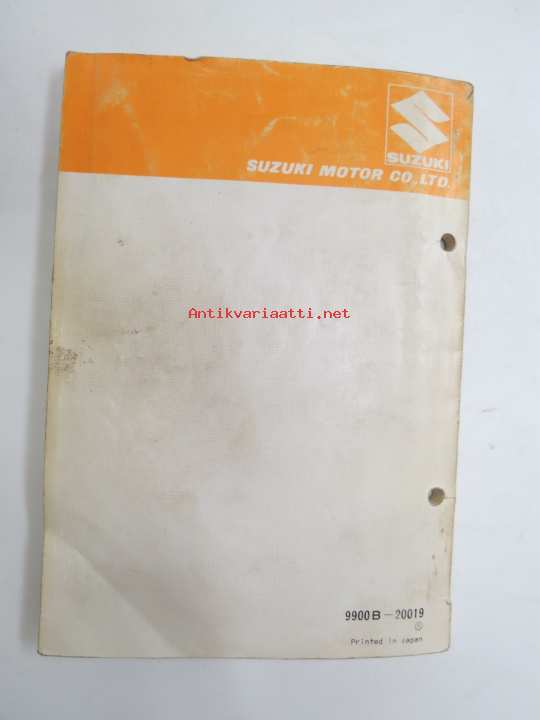 SUZUKI
SUZUKI MOTOR CO.,LTD.
Antikvariaatti.net
9900B-20019
Printed in Japan